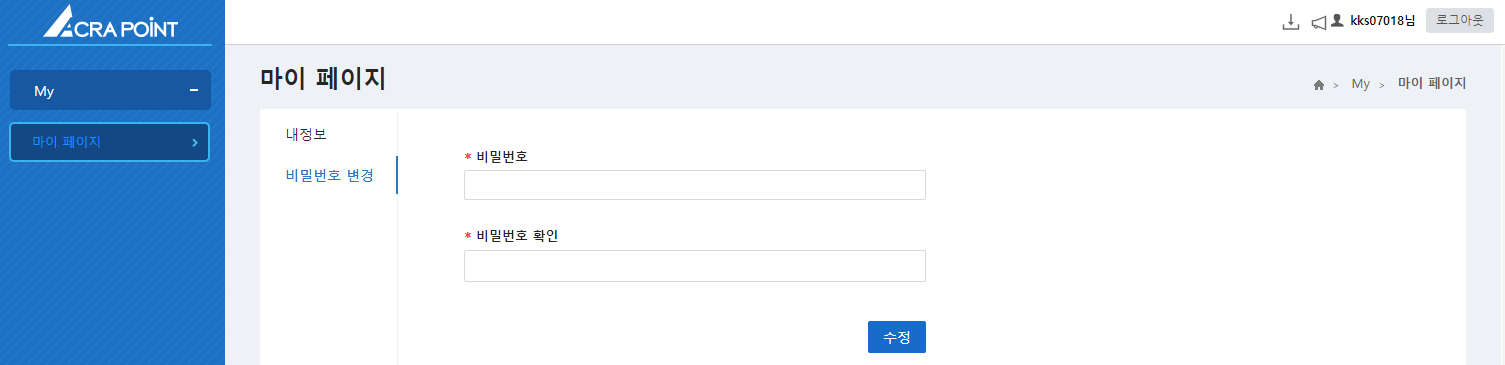 ACRA POINT
kks07018님
로그아웃
My
마이 페이지
마이 페이지
> My > 마이 페이지
내정보
비밀번호 변경
* 비밀번호
* 비밀번호 확인
수정